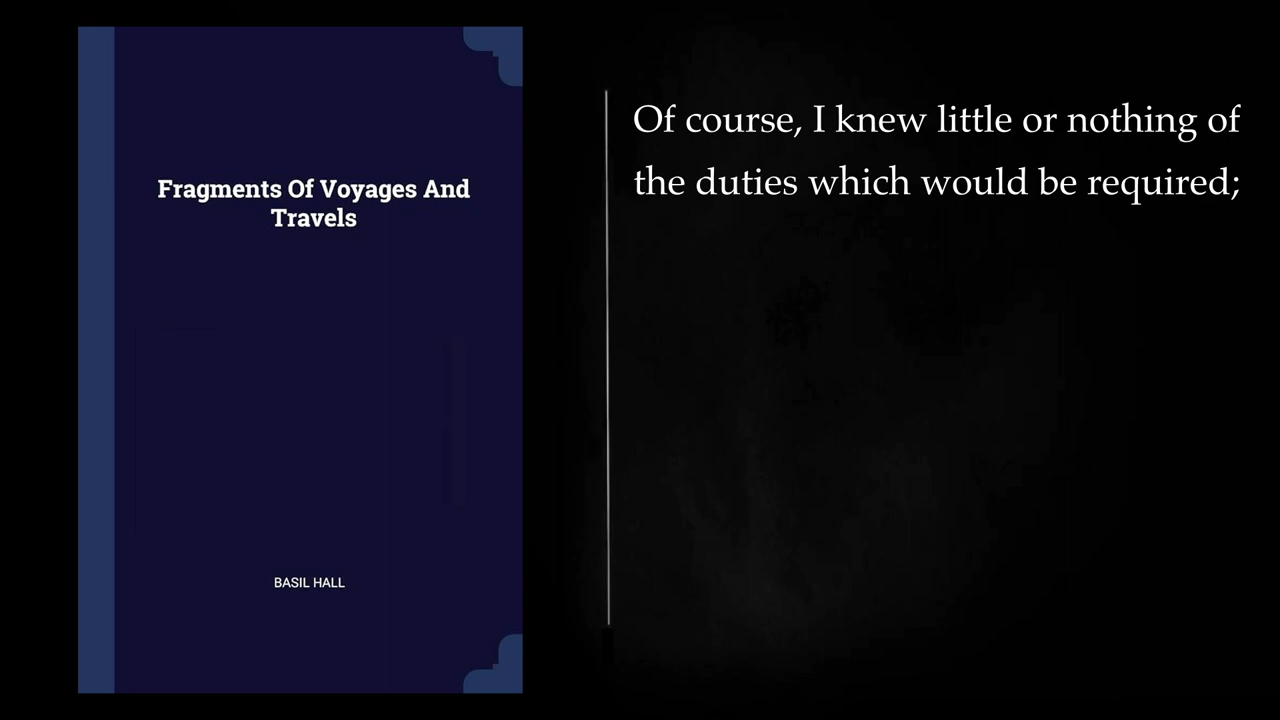 Fragments Of Voyages And
Travels
BASIL HALL
Of course, I knew little or nothing of
the duties which would be required;